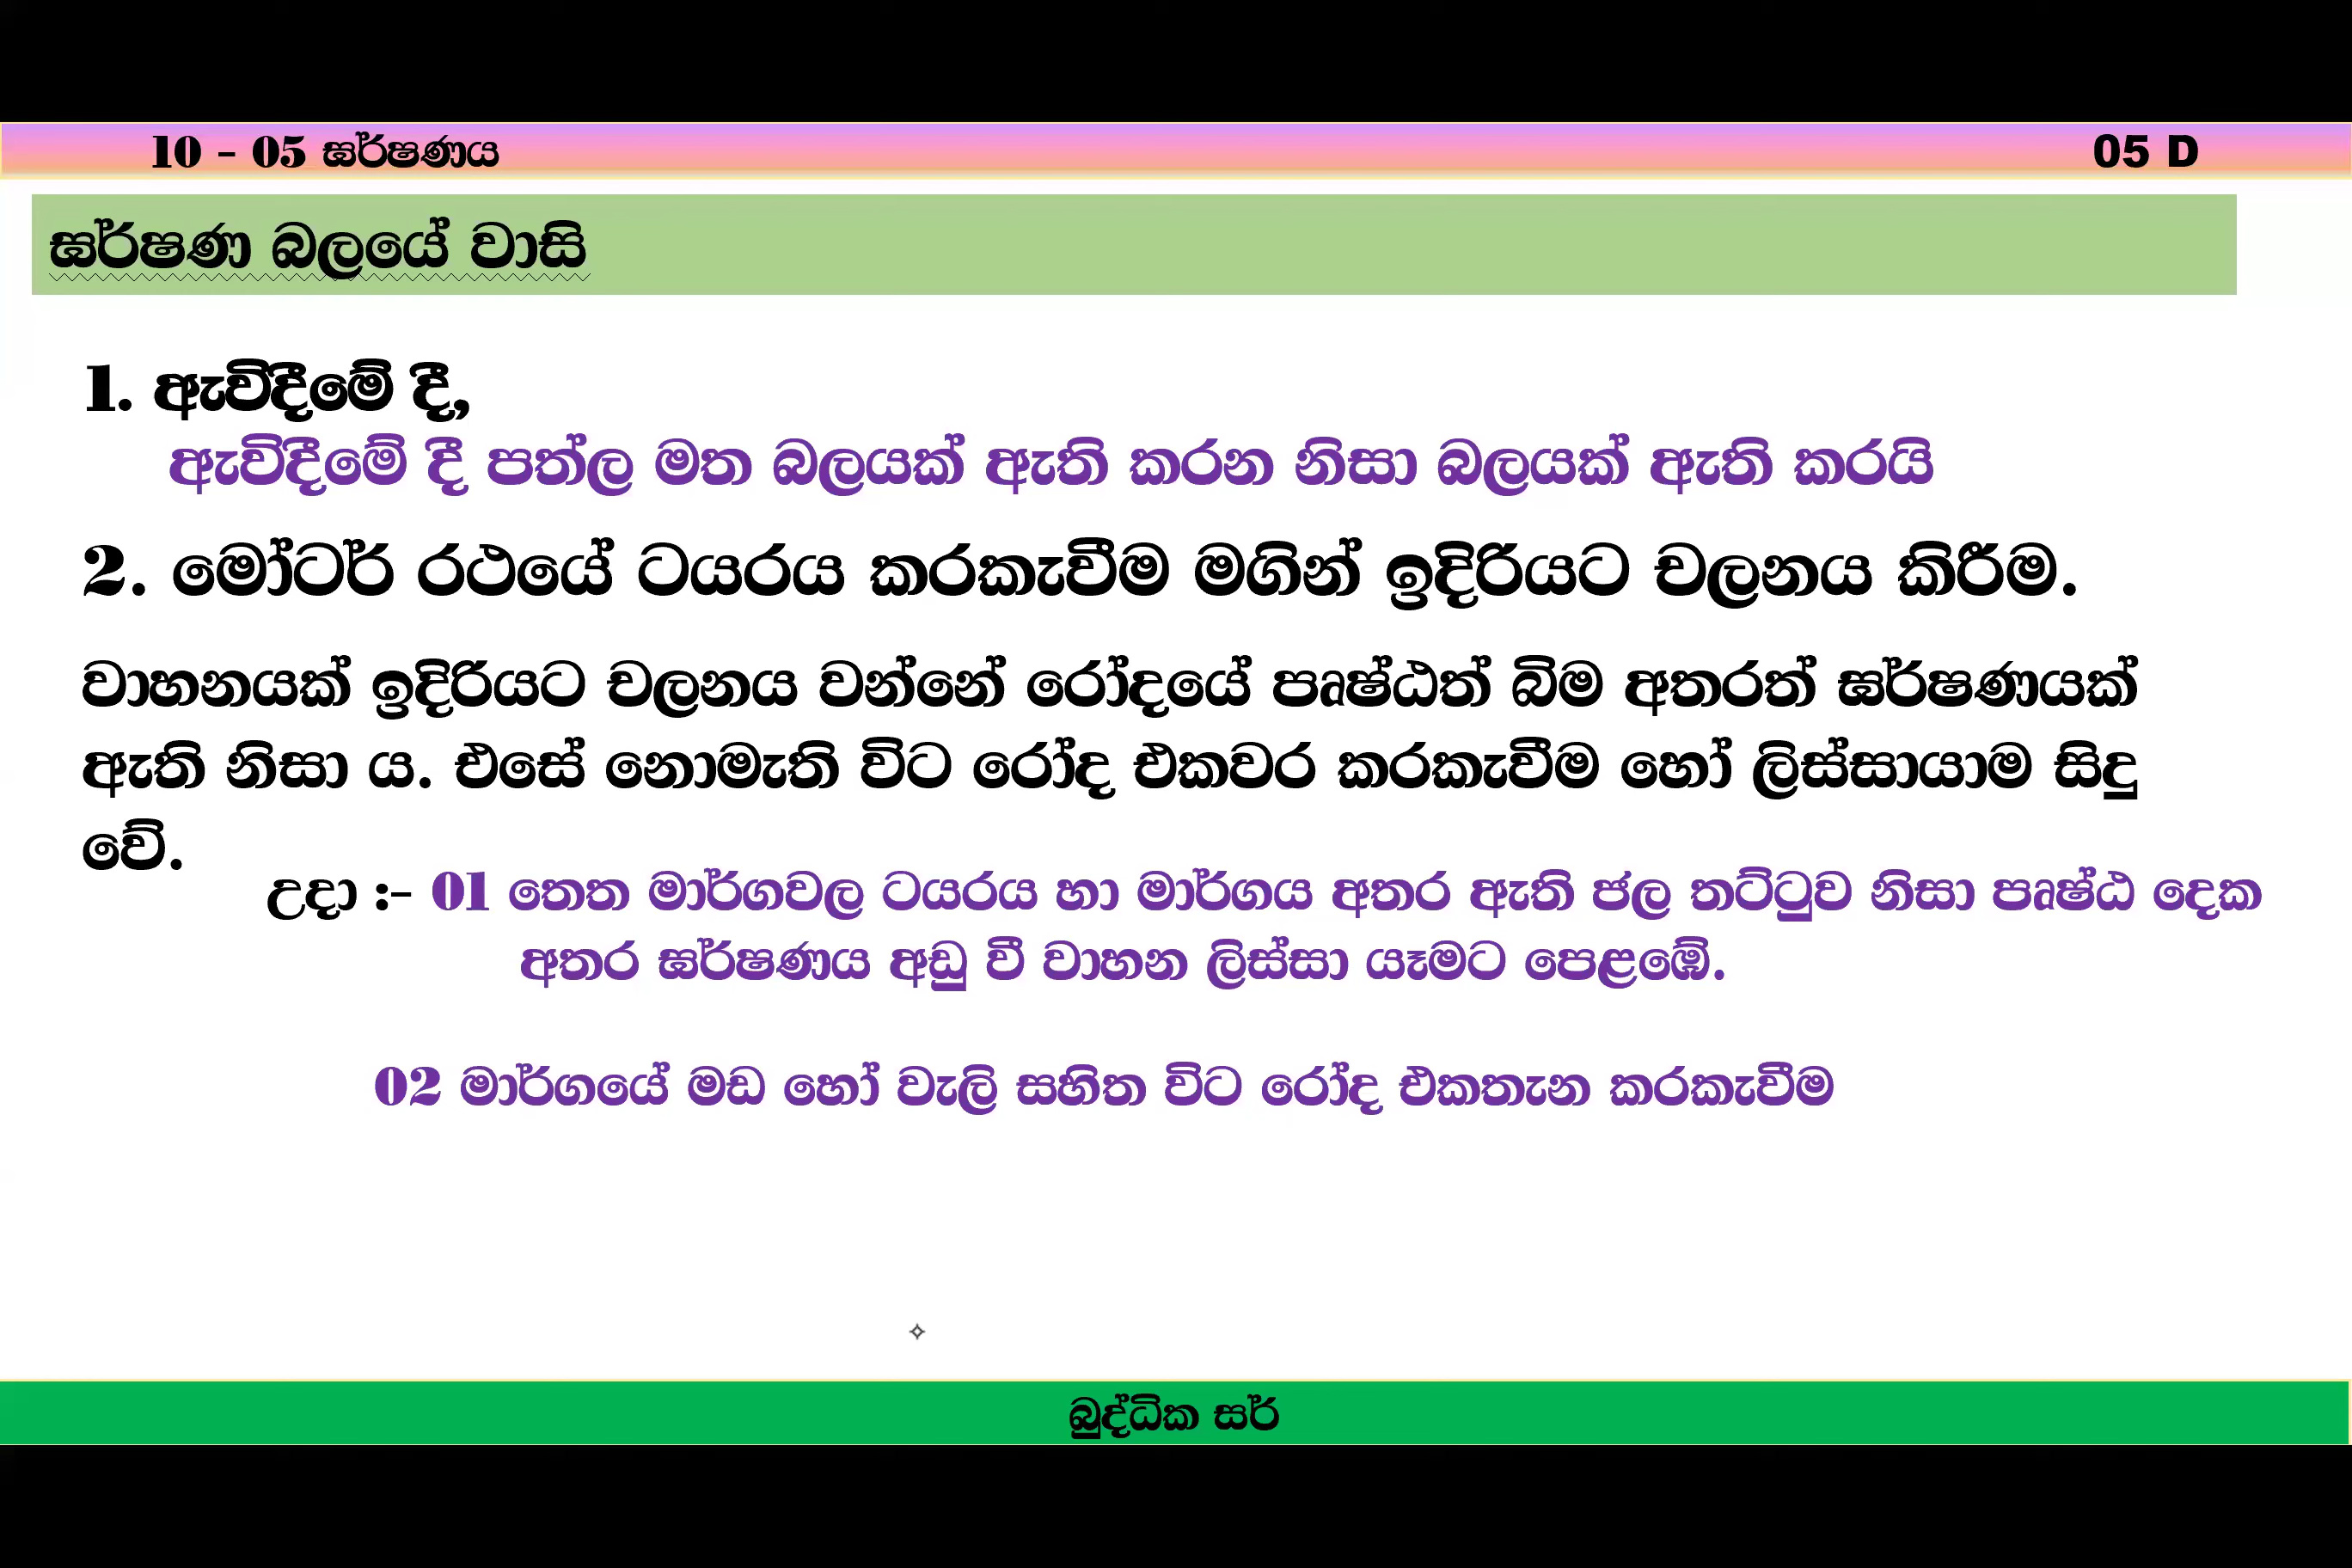 10 - 05 ඝර්ෂණය
05 D
ඝර්ෂණ බලයේ වාසි
1. ඇවිදීමේ දී,
ඇවිදීමේ දී පත්ල මත බලයක් ඇති කරන නිසා බලයක් ඇති කරයි
2. මෝටර් රථයේ ටයරය කරකැවීම මගින් ඉදිරියට චලනය කිරීම.
වාහනයක් ඉදිරියට චලනය වන්නේ රෝදයේ පෘෂ්ඨත් බිම අතරත් ඝර්ෂණයක්
ඇති නිසා ය. එසේ නොමැති විට රෝද එකවර කරකැවීම හෝ ලිස්සායාම සිදු
වේ.
උදා :- 01 තෙත මාර්ගවල ටයරය හා මාර්ගය අතර ඇති ජල තට්ටුව නිසා පෘෂ්ඨ දෙක
අතර ඝර්ෂණය අඩු වී වාහන ලිස්සා යෑමට පෙළඹේ.
02 මාර්ගයේ මඩ හෝ වැලි සහිත විට රෝද එකතැන කරකැවීම
බුද්ධික සර්